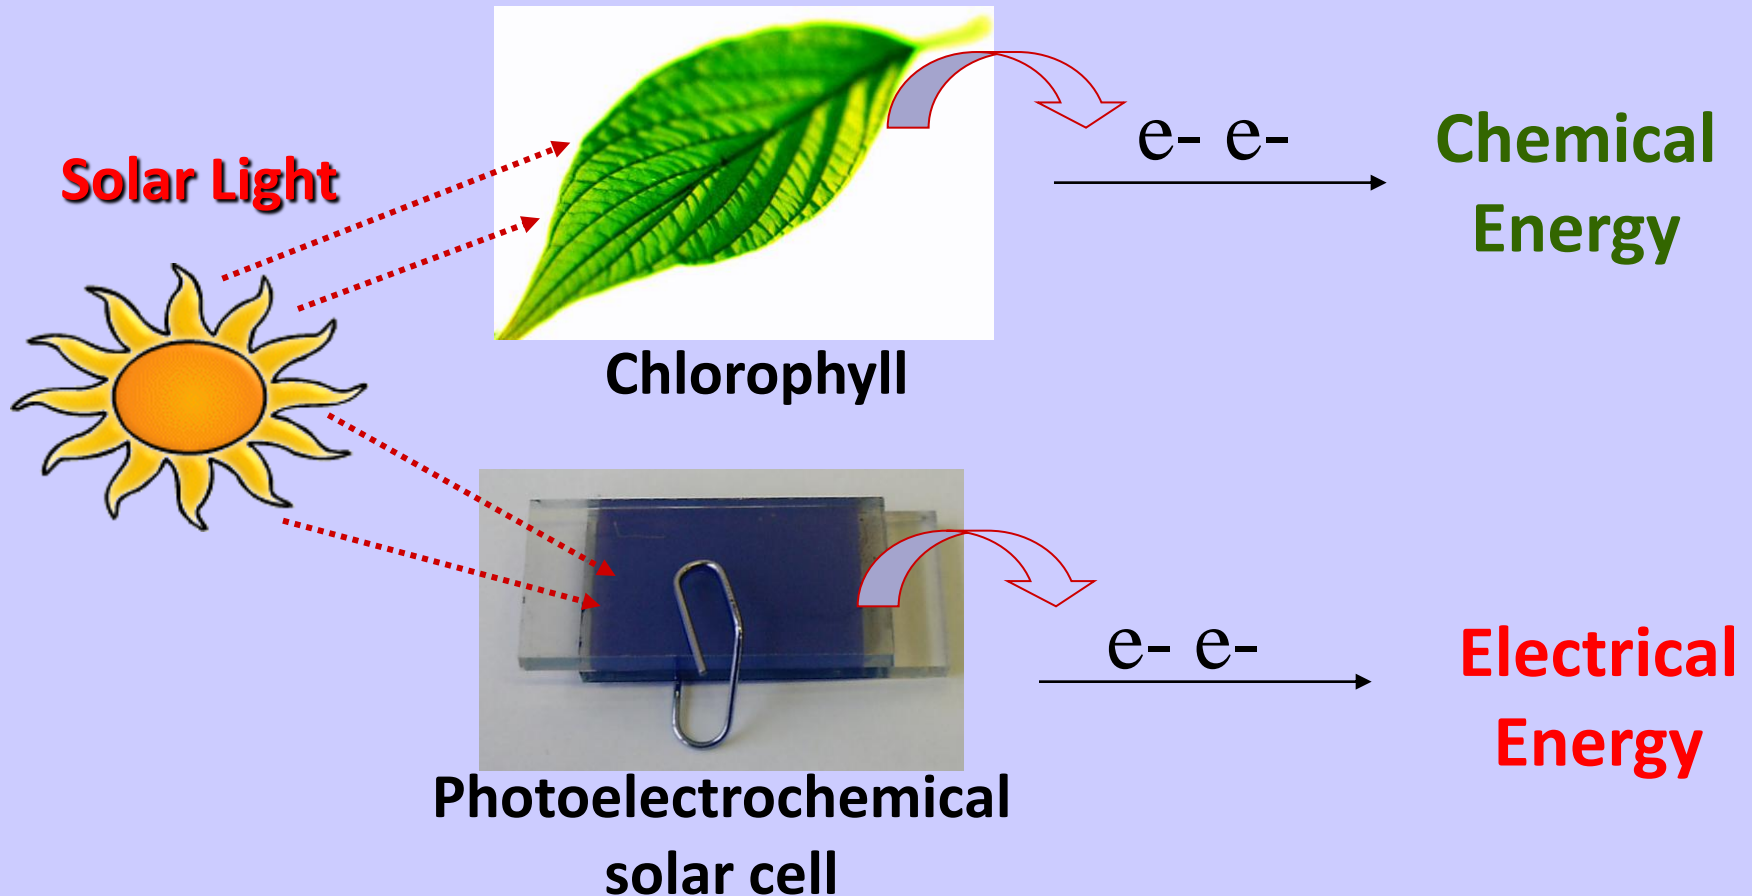 Solar Light
e- e-
Chemical
Energy
Chlorophyll
e- e-
Electrical
Energy
Photoelectrochemical
solar cell